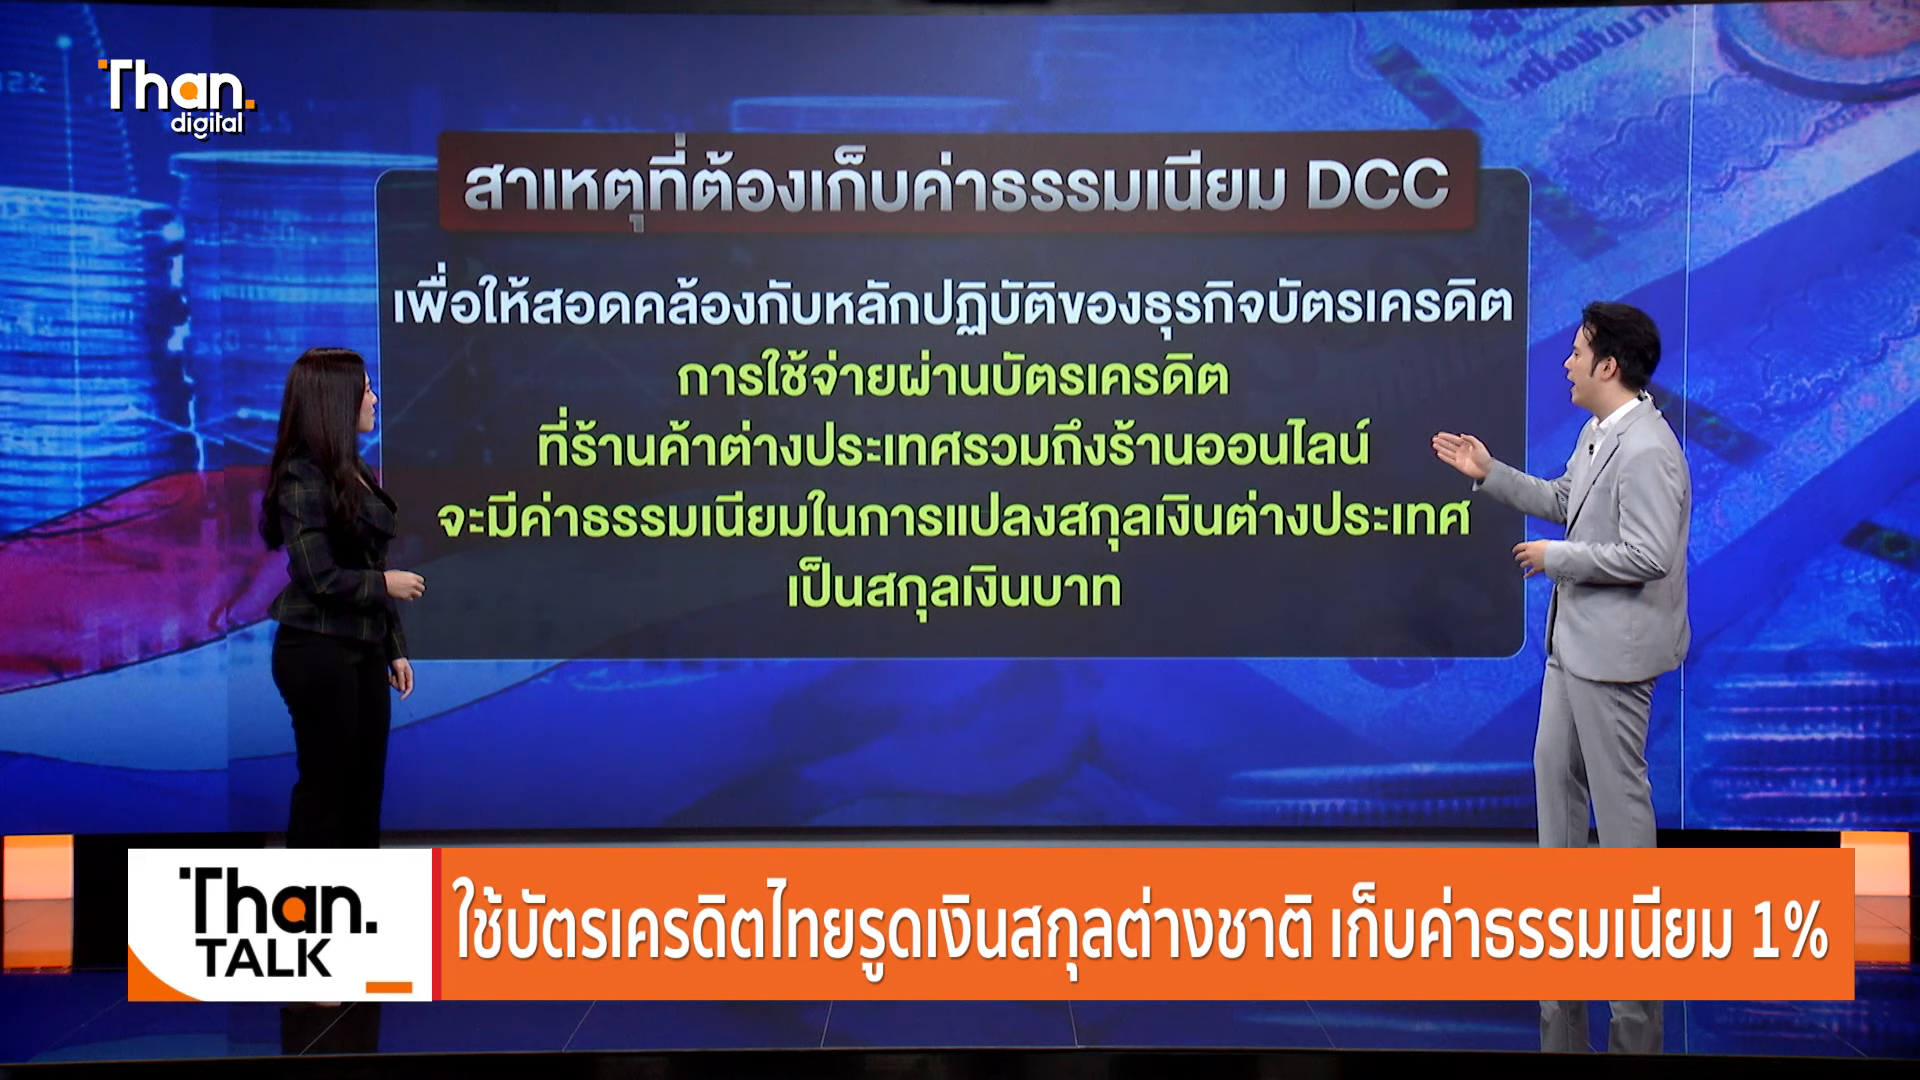 Than.
digital
สาเหตุที่ต้องเก็บค่าธรรมเนียม DCC
เพื่อให้สอดคล้องกับหลักปฏิบัติของธุรกิจบัตรเครดิต
การใช้จ่ายผ่านบัตรเครดิต
ที่ร้านค้าต่างประเทศรวมถึงร้านออนไลน์
จะมีค่าธรรมเนียมในการแปลงสกุลเงินต่างประเทศ
เป็นสกุลเงินบาท
Than.
TALK
ใช้บัตรเครดิตไทยรูดเงินสกุลต่างชาติ เก็บค่าธรรมเนียม 1%